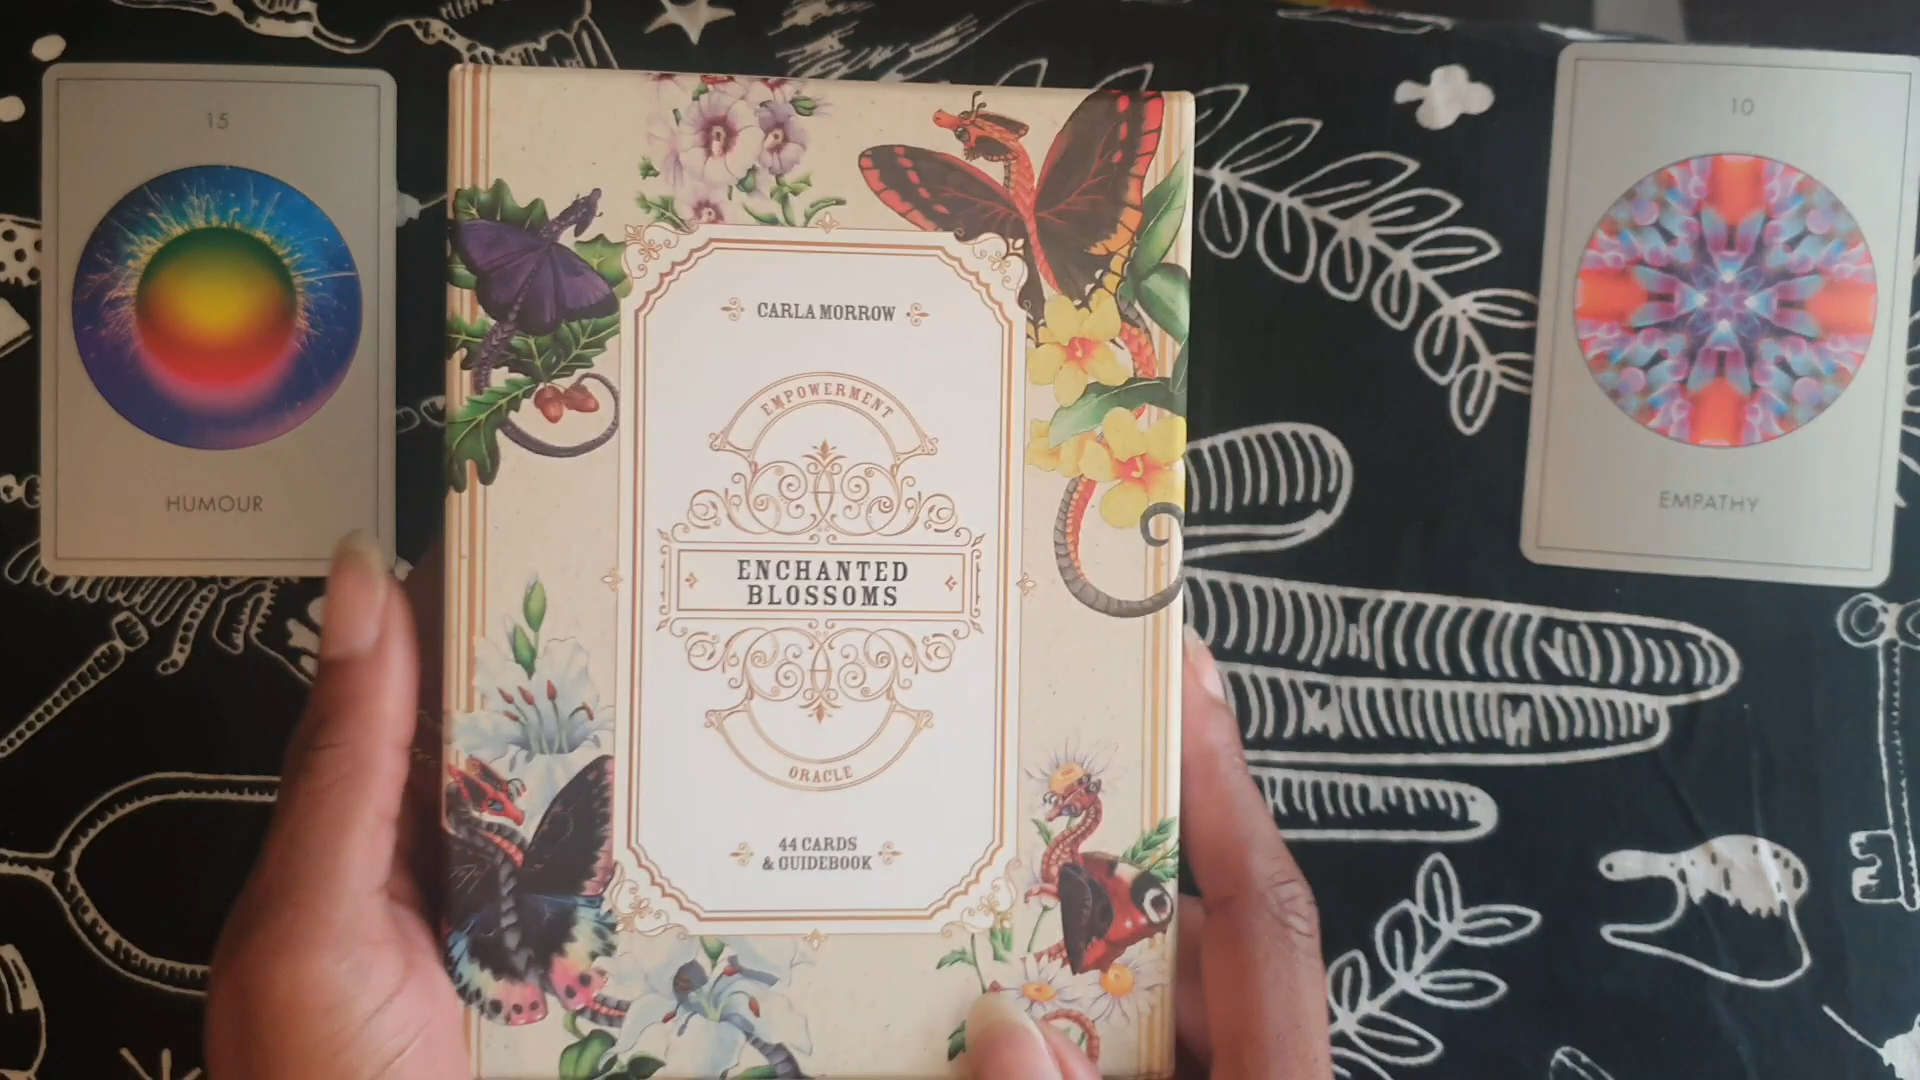 15
HUMOUR
CARLA MORROW
EMPOWERMENT
ENCHANTED
BLOSSOMS
ORACLE
44 CARDS
& GUIDEBOOK
10
EMPATHY